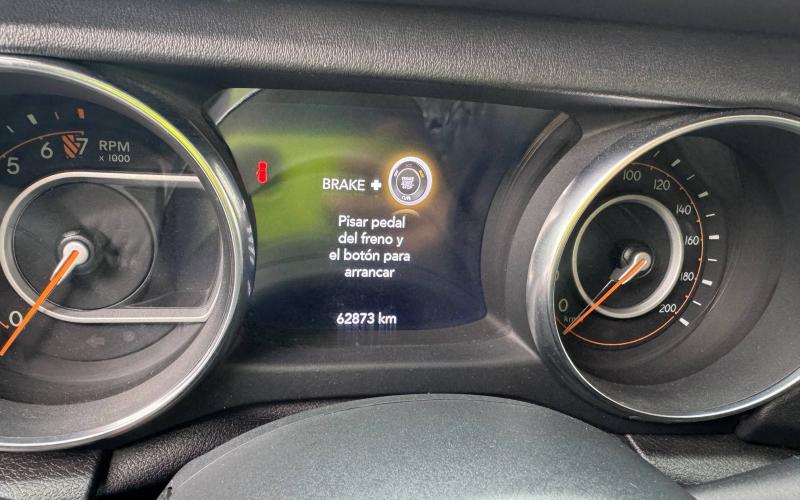 5 6 7
RPM
x 1000
0
BRAKE +
Pisar pedal
del freno y
el botón para
arrancar
62873 km
100
120
140
160
180
200
0